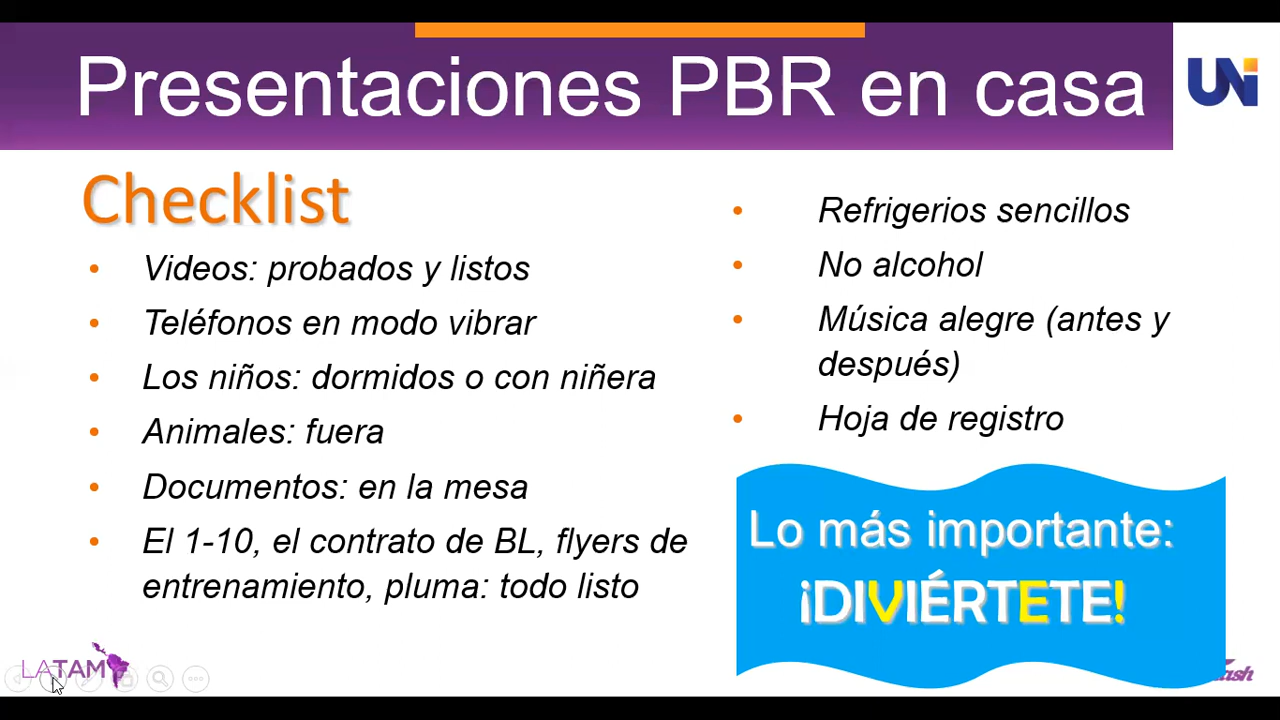 Presentaciones PBR en casa
UNi
Checklist
• Videos: probados y listos
• Teléfonos en modo vibrar
• Los niños: dormidos o con niñera
• Animales: fuera
• Documentos: en la mesa
• El 1-10, el contrato de BL, flyers de
entrenamiento, pluma: todo listo
• Refrigerios sencillos
• No alcohol
• Música alegre (antes y
después)
• Hoja de registro
Lo más importante:
¡DIVIÉRTETE!
LATAM